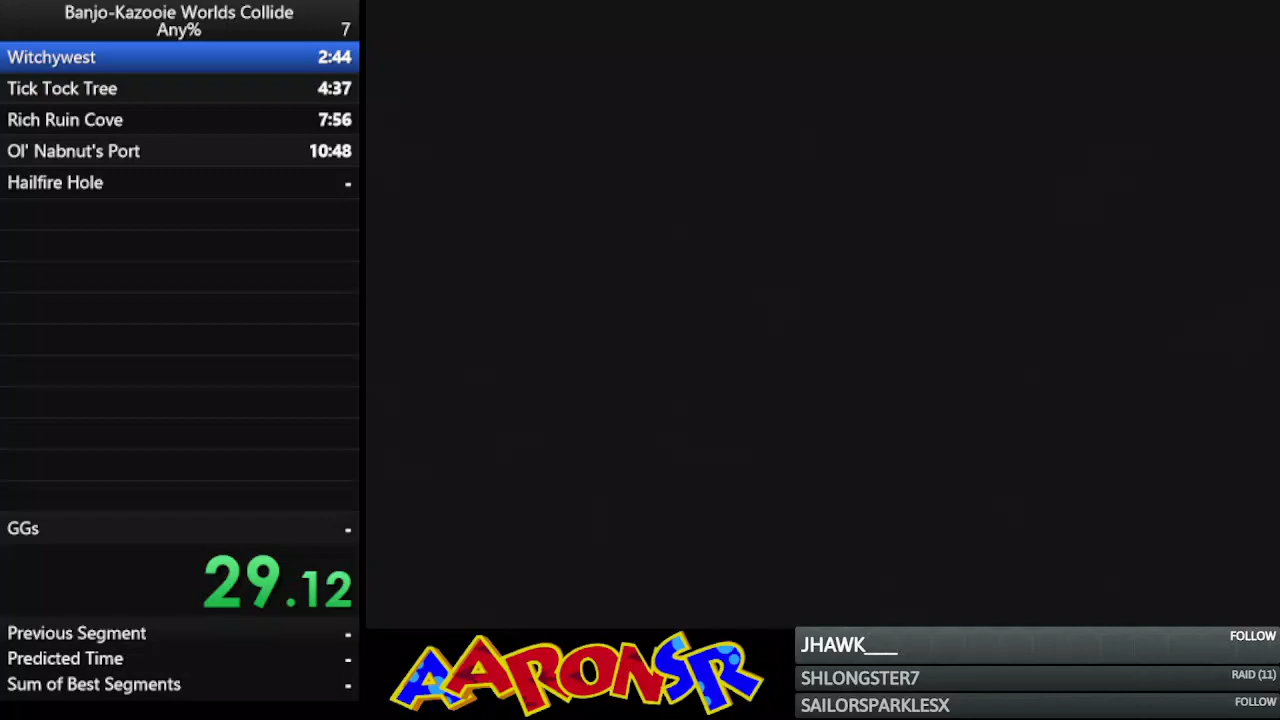 Banjo-Kazooie Worlds Collide
Any% 7
Witchywest 2:44
Tick Tock Tree 4:37
Rich Ruin Cove 7:56
Ol' Nabnut's Port 10:48
Hailfire Hole -
GGs -
29.12
Previous Segment -
Predicted Time -
Sum of Best Segments -
AARONSR
JHAWK____ FOLLOW
SHLONGSTER7 RAID (11)
SAILORSPARKLESX FOLLOW